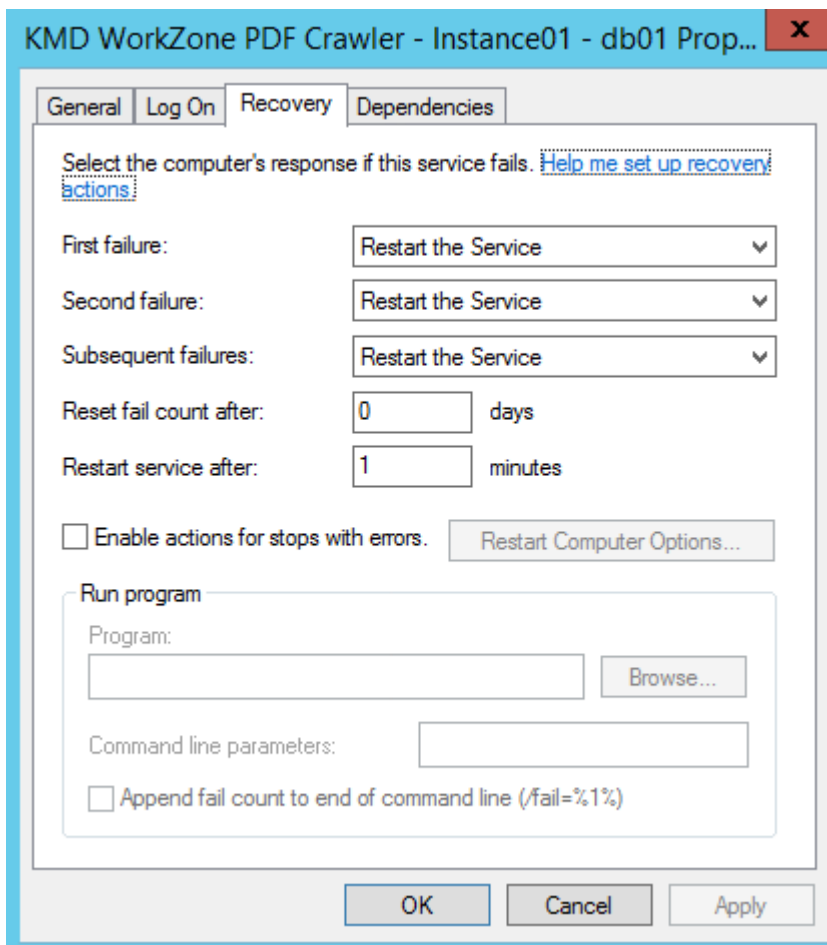 KMD WorkZone PDF Crawler - Instance01 - db01 Prop...
x
General Log On Recovery Dependencies
Select the computer's response if this service fails. Help me set up recovery
actions.
First failure: Restart the Service
Second failure: Restart the Service
Subsequent failures: Restart the Service
Reset fail count after: 0 days
Restart service after: 1 minutes
Enable actions for stops with errors. Restart Computer Options...
Run program
Program:
Browse...
Command line parameters:
Append fail count to end of command line (/fail=%1%)
OK Cancel Apply